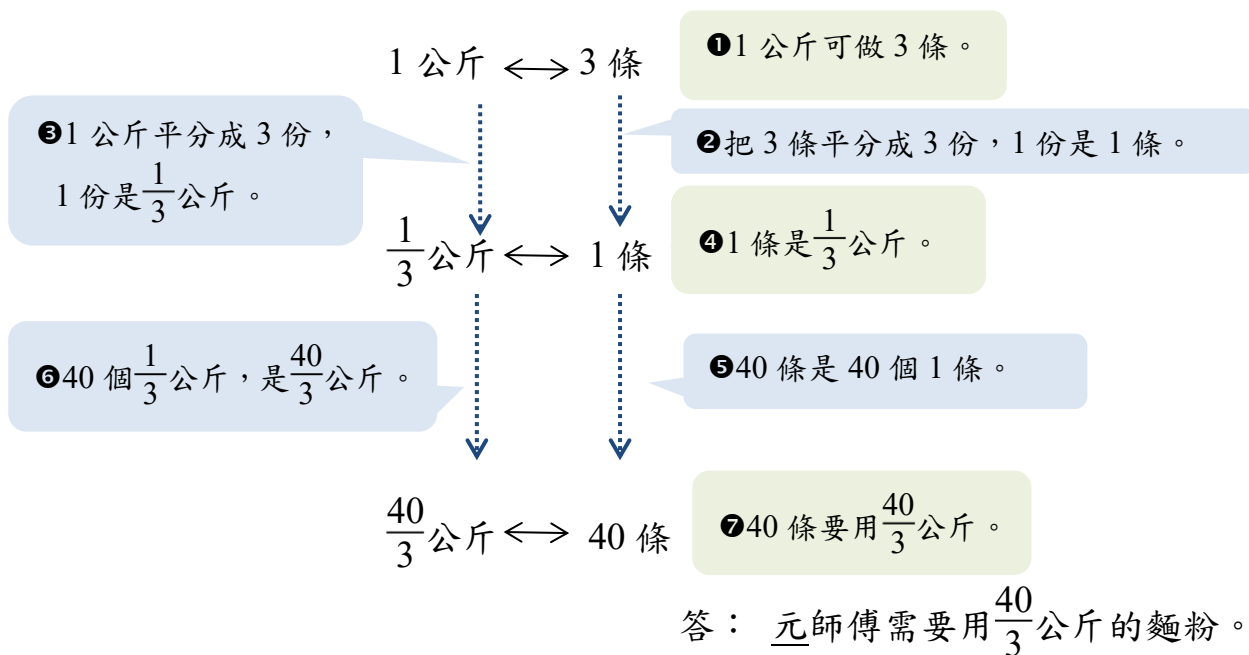 1 公斤 ⟷ 3 條
❶1 公斤可做 3 條。
❸1 公斤平分成 3 份，
1 份是1/3公斤。
❷把 3 條平分成 3 份，1 份是 1 條。
1/3公斤 ⟷ 1 條
❹1 條是1/3公斤。
❻40 個1/3公斤，是40/3公斤。
❺40 條是 40 個 1 條。
40/3公斤 ⟷ 40 條
❼40 條要用40/3公斤。
答： 元師傅需要用40/3公斤的麵粉。